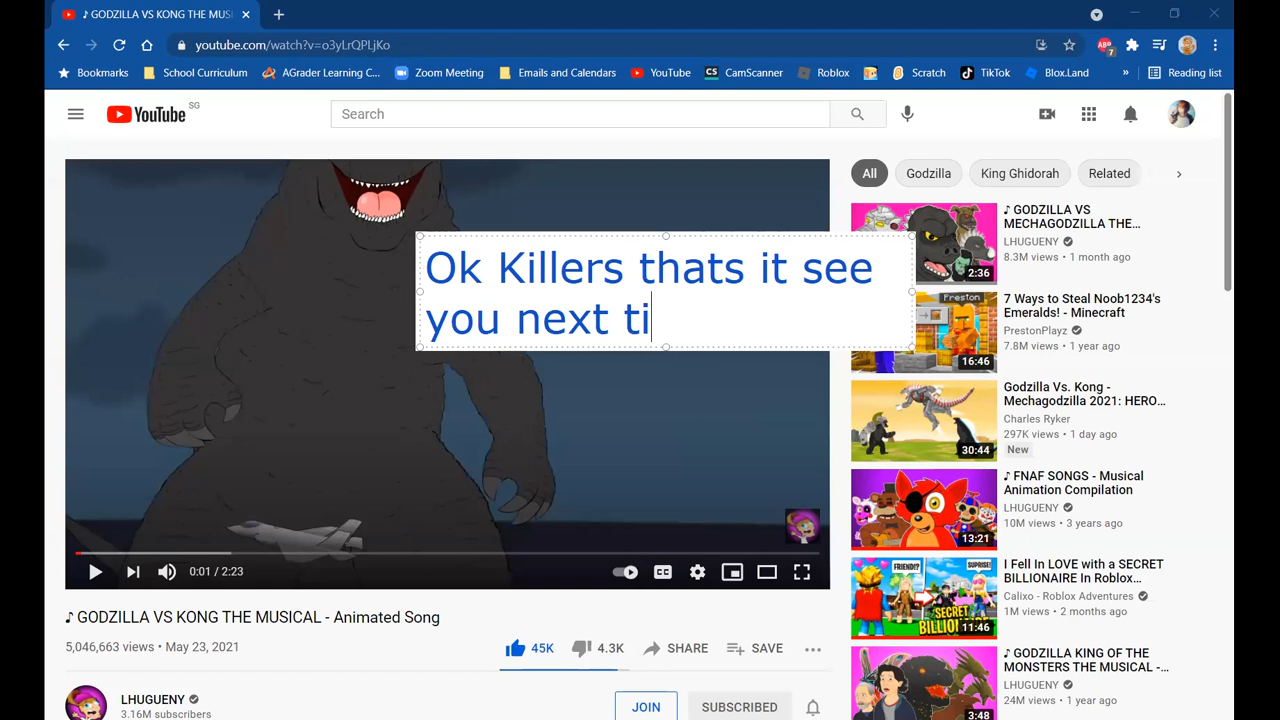 ♪ GODZILLA VS KONG THE MUSI
youtube.com/watch?v=o3yLrQPLjKo
ABP
7
Bookmarks
School Curriculum
AGrader Learning C...
Zoom Meeting
Emails and Calendars
YouTube
CS
CamScanner
Roblox
Scratch
TikTok
Blox.Land
»
Reading list
YouTube SG
Search
All
Godzilla
King Ghidorah
Related
Ok Killers thats it see
you next ti
0:01 / 2:23
CC
♪ GODZILLA VS KONG THE MUSICAL - Animated Song
5,046,663 views • May 23, 2021
45K
4.3K
SHARE
SAVE
LHUGUENY
3.16M subscribers
JOIN
SUBSCRIBED
♪ GODZILLA VS
MECHAGODZILLA THE...
LHUGUENY
8.3M views • 1 month ago
2:36
7 Ways to Steal Noob1234's
Emeralds! - Minecraft
PrestonPlayz
7.8M views • 1 year ago
Preston
16:46
Godzilla Vs. Kong -
Mechagodzilla 2021: HERO...
Charles Ryker
297K views • 1 day ago
New
30:44
♪ FNAF SONGS - Musical
Animation Compilation
LHUGUENY
10M views • 3 years ago
13:21
I Fell In LOVE with a SECRET
BILLIONAIRE In Roblox...
Calixo - Roblox Adventures
1M views • 2 months ago
FRIEND!?
SUPRISE!
SECRET
BILLION
11:46
♪ GODZILLA KING OF THE
MONSTERS THE MUSICAL -...
LHUGUENY
24M views • 1 year ago
3:48